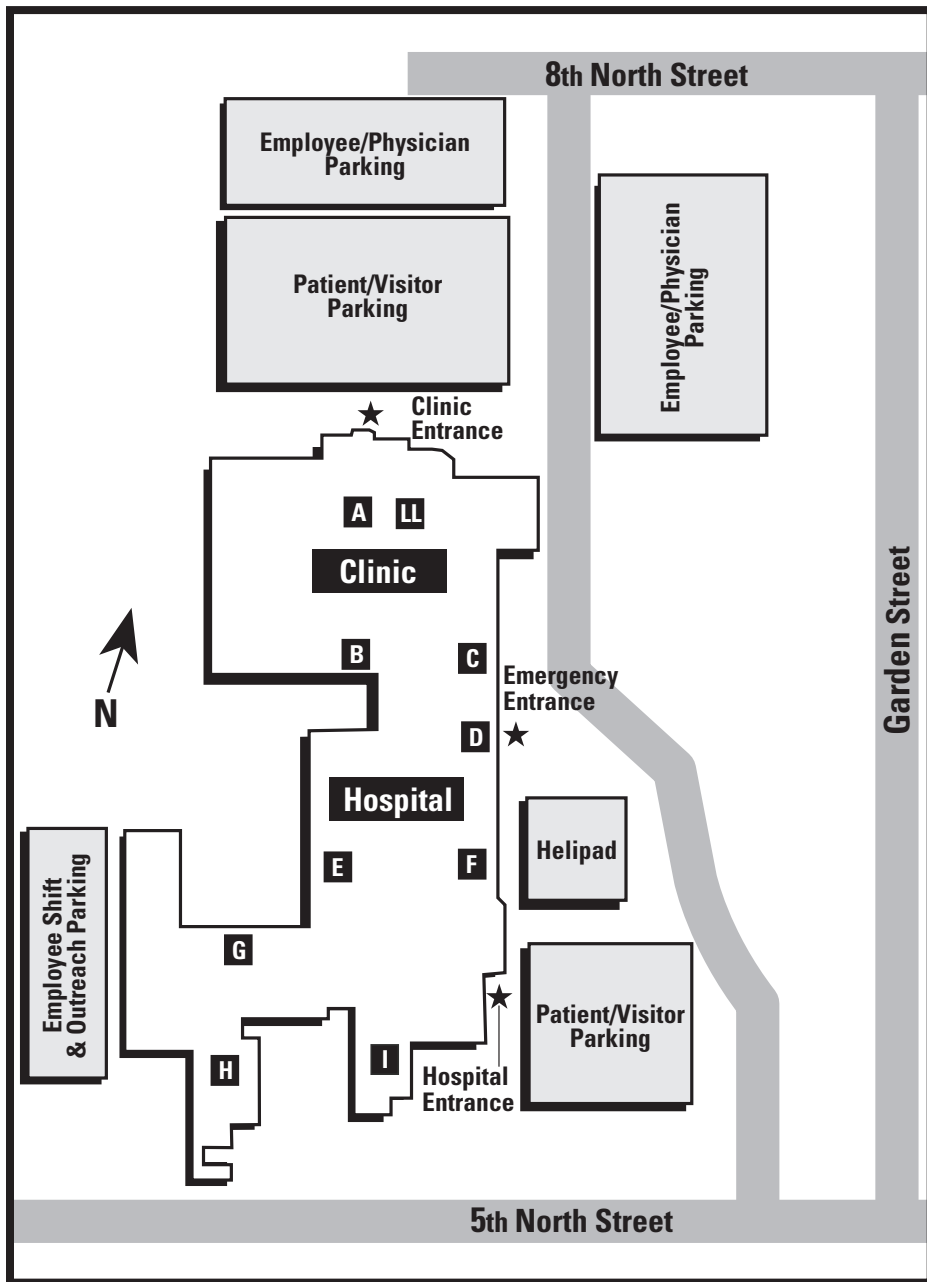 8th North Street
Employee/Physician
Parking
Employee/Physician
Parking
Patient/Visitor
Parking
Clinic
Entrance
A
LL
Clinic
Garden Street
N
B
C
Emergency
Entrance
D
Hospital
Helipad
E
F
Employee Shift
& Outreach Parking
G
Patient/Visitor
Parking
H
I
Hospital
Entrance
5th North Street